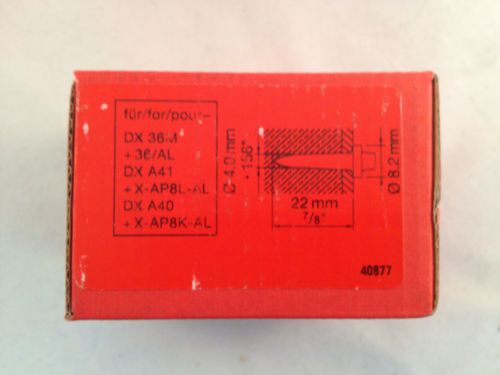 für/for/pour
DX 36M
+36/AL
DX A41
+X-AP8L-AL
DX A40
+X-AP8K-AL
Ø 4.0 mm
.156"
Ø 8.2 mm
22 mm
7/8"
40877